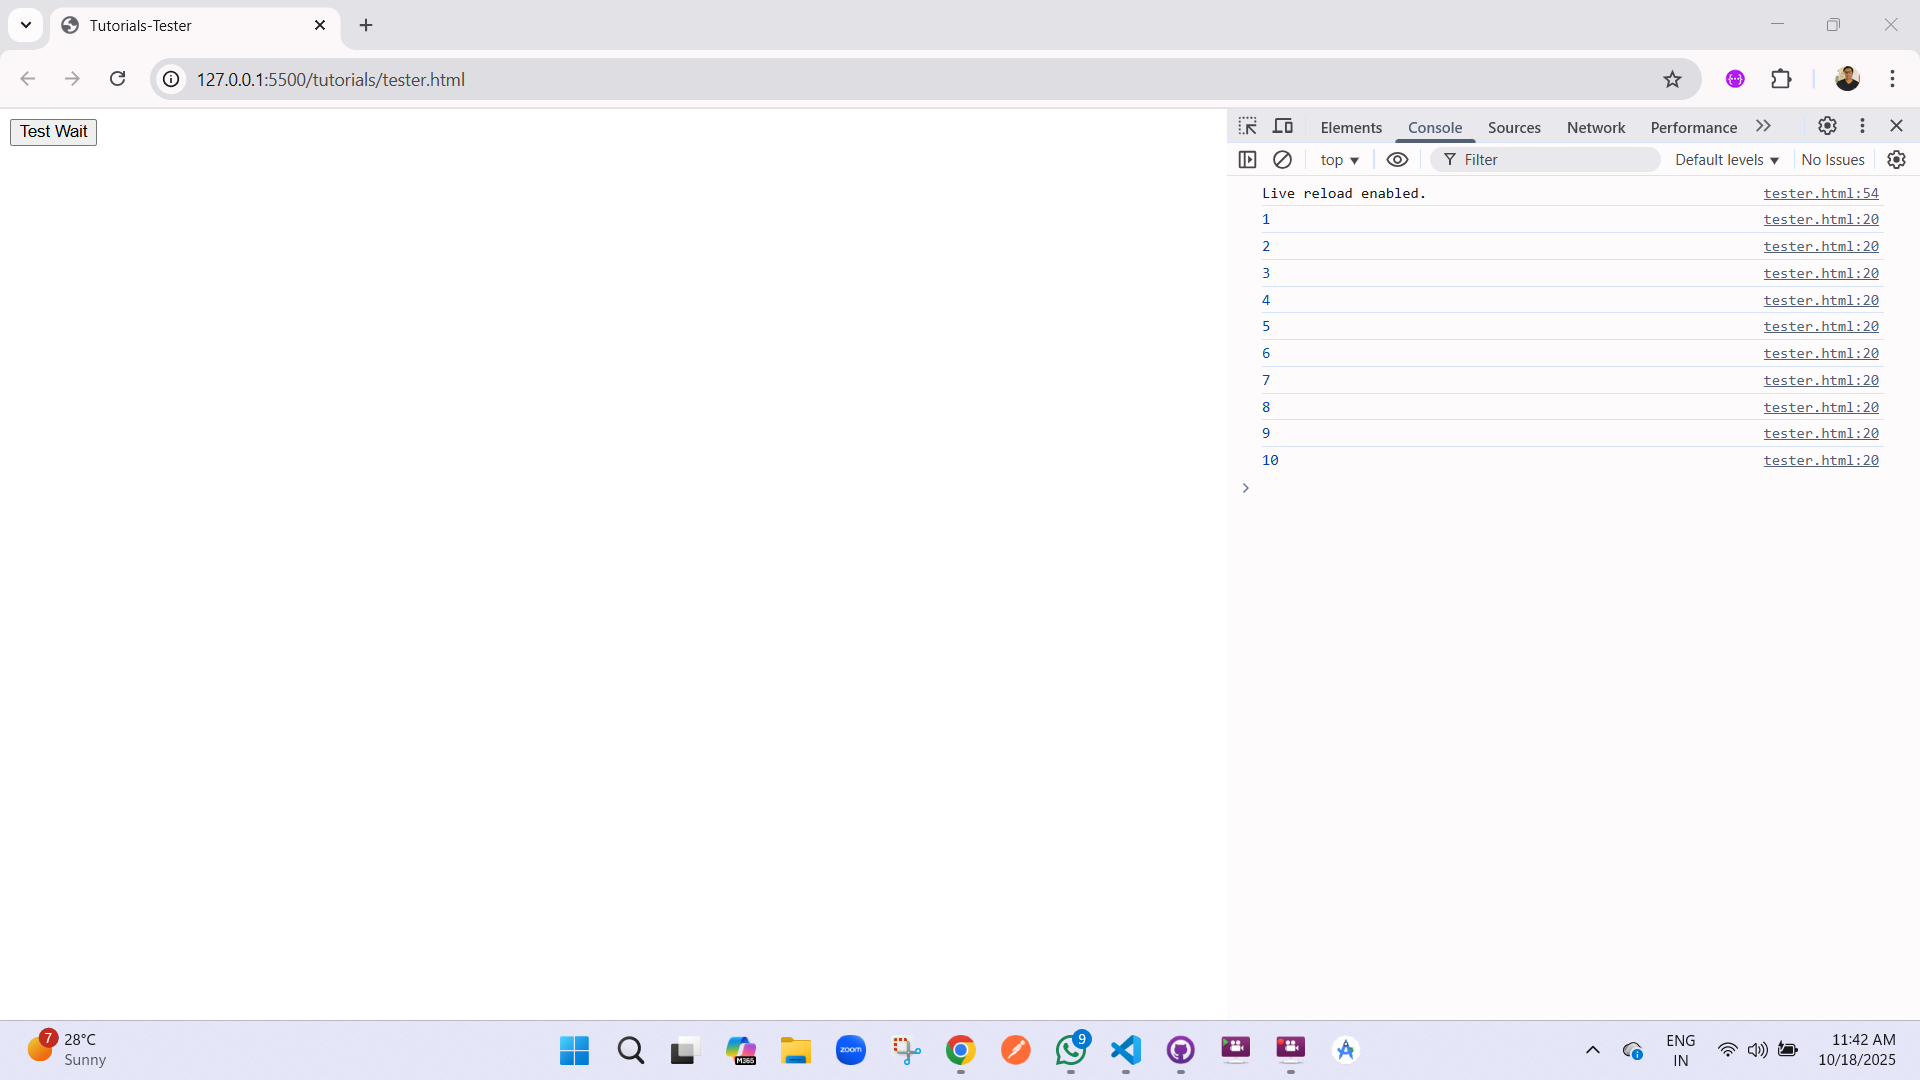 Tutorials-Tester
127.0.0.1:5500/tutorials/tester.html
Test Wait
Elements Console Sources Network Performance
top Filter Default levels No Issues
Live reload enabled. tester.html:54
1 tester.html:20
2 tester.html:20
3 tester.html:20
4 tester.html:20
5 tester.html:20
6 tester.html:20
7 tester.html:20
8 tester.html:20
9 tester.html:20
10 tester.html:20
7
28°C
Sunny
M365
zoom
9
ENG
IN
11:42 AM
10/18/2025